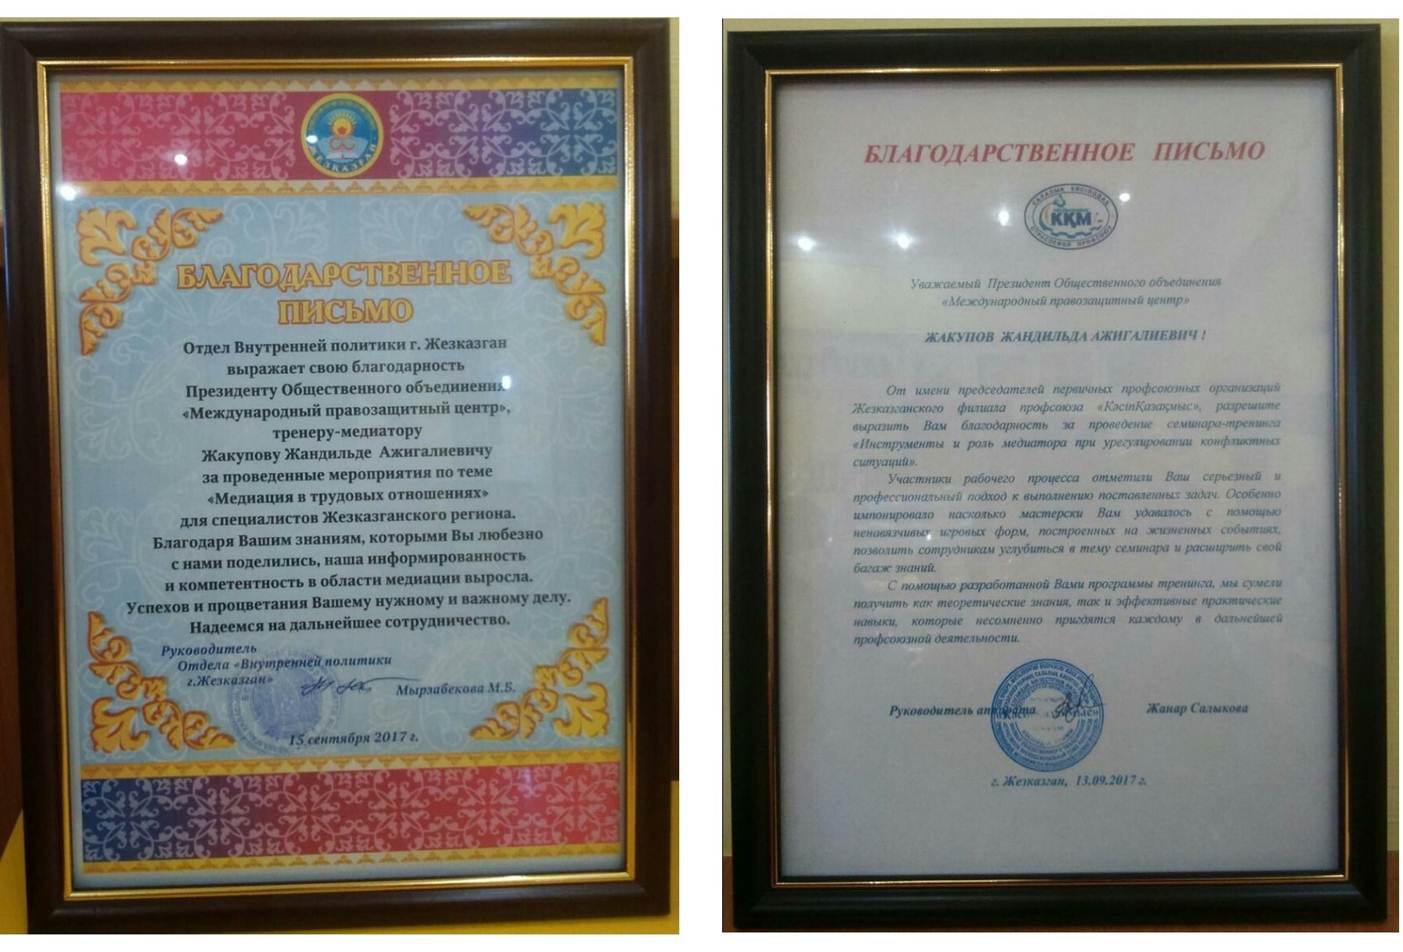 ЖЕЗКАЗГАН
БЛАГОДАРСТВЕННОЕ
ПИСЬМО
Отдел Внутренней политики г. Жезказган
выражает свою благодарность
Президенту Общественного объединения
«Международный правозащитный центр»,
тренеру-медиатору
Жакупову Жандильде Ажигалиевичу
за проведенные мероприятия по теме
«Медиация в трудовых отношениях»
для специалистов Жезказганского региона.
Благодаря Вашим знаниям, которыми Вы любезно
с нами поделились, наша информированность
и компетентность в области медиации выросла.
Успехов и процветания Вашему нужному и важному делу.
Надеемся на дальнейшее сотрудничество.
Руководитель
Отдела «Внутренней политики
г.Жезказган»
Мырзабекова М.Б.
15 сентября 2017 г.
БЛАГОДАРСТВЕННОЕ ПИСЬМО
ККМ
Уважаемый Президент Общественного объединения
«Международный правозащитный центр»
ЖАКУПОВ ЖАНДИЛЬДА АЖИГАЛИЕВИЧ !
От имени председателей первичных профсоюзных организаций
Жезказганского филиала профсоюза «КәсіпҚазақмыс», разрешите
выразить Вам благодарность за проведение семинара-тренинга
«Инструменты и роль медиатора при урегулировании конфликтных
ситуаций».
Участники рабочего процесса отметили Ваш серьезный и
профессиональный подход к выполнению поставленных задач. Особенно
импонировало насколько мастерски Вам удавалось с помощью
ненавязчивых игровых форм, построенных на жизненных событиях,
позволить сотрудникам углубиться в тему семинара и расширить свой
багаж знаний.
С помощью разработанной Вами программы тренинга, мы сумели
получить как теоретические знания, так и эффективные практические
навыки, которые несомненно пригдятся каждому в дальнейшей
профсоюзной деятельности.
Руководитель аппарата Жанар Салыкова
г. Жезказган, 13.09.2017 г.